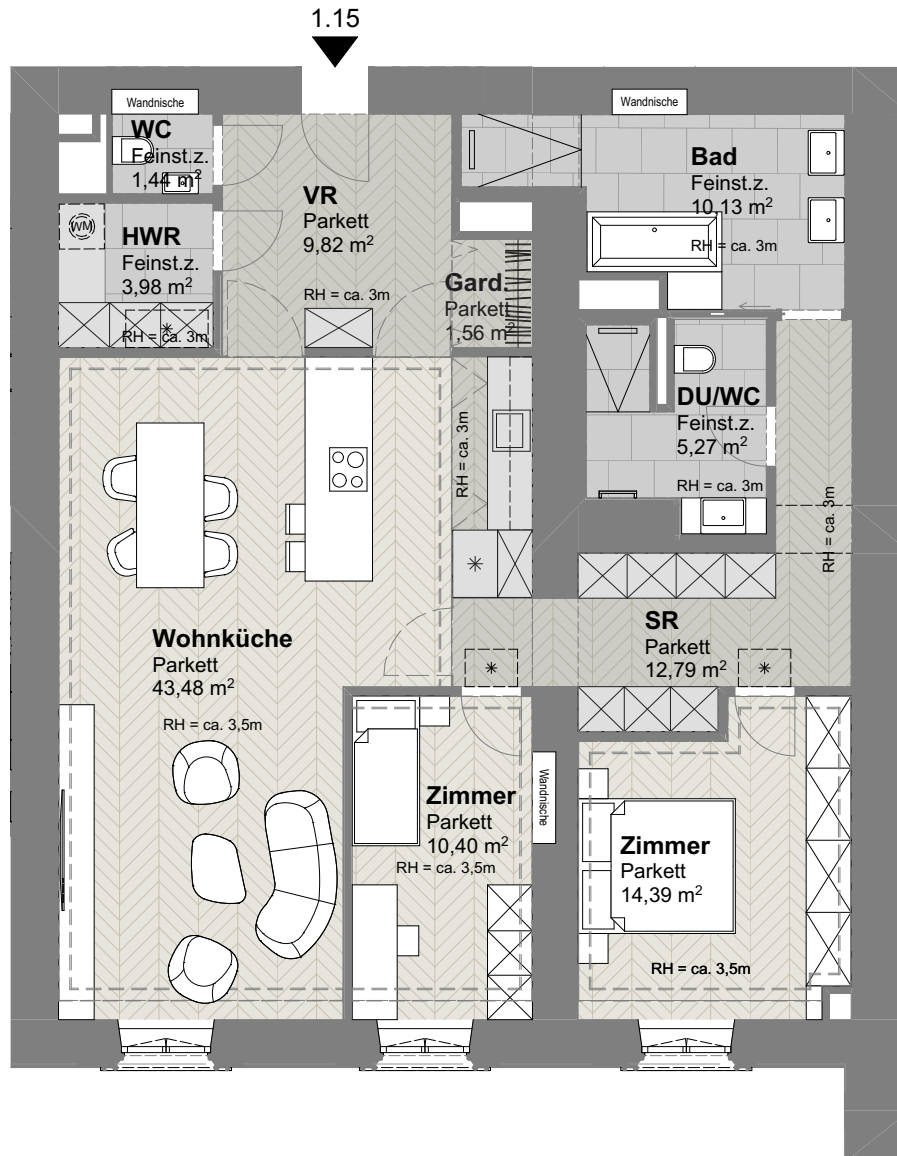 1.15
Wandnische
Wandnische
WC
Feinst.z.
1,44 m²
VR
Parkett
9,82 m²
RH = ca. 3m
Bad
Feinst.z.
10,13 m²
RH = ca. 3m
WM
HWR
Feinst.z.
3,98 m²
RH = ca. 3m
Gard.
Parkett
1,56 m²
RH = ca. 3m
DU/WC
Feinst.z.
5,27 m²
RH = ca. 3m
RH = ca. 3m
Wohnküche
Parkett
43,48 m²
RH = ca. 3,5m
SR
Parkett
12,79 m²
Zimmer
Parkett
10,40 m²
RH = ca. 3,5m
Wandnische
Zimmer
Parkett
14,39 m²
RH = ca. 3,5m